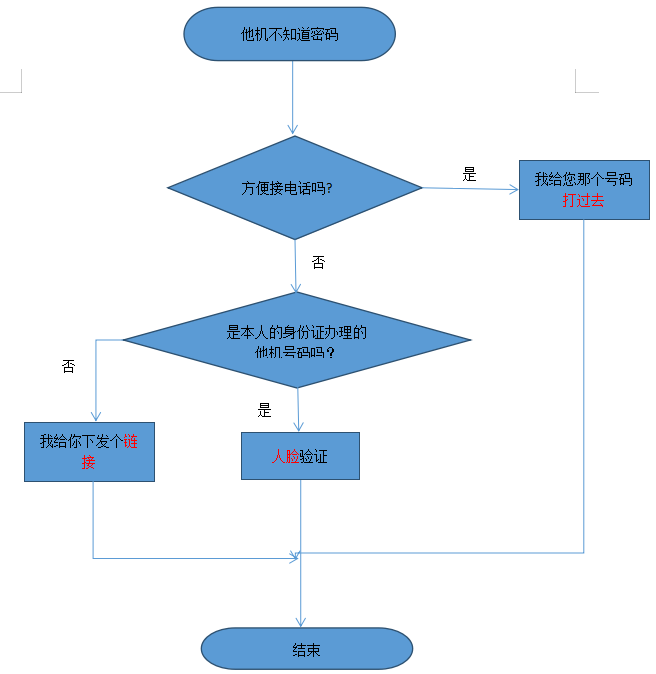 他机不知道密码
方便接电话吗?
是
我给您那个号码
打过去
否
是本人的身份证办理的
他机号码吗？
否
是
我给你下发个链
接
人脸验证
结束